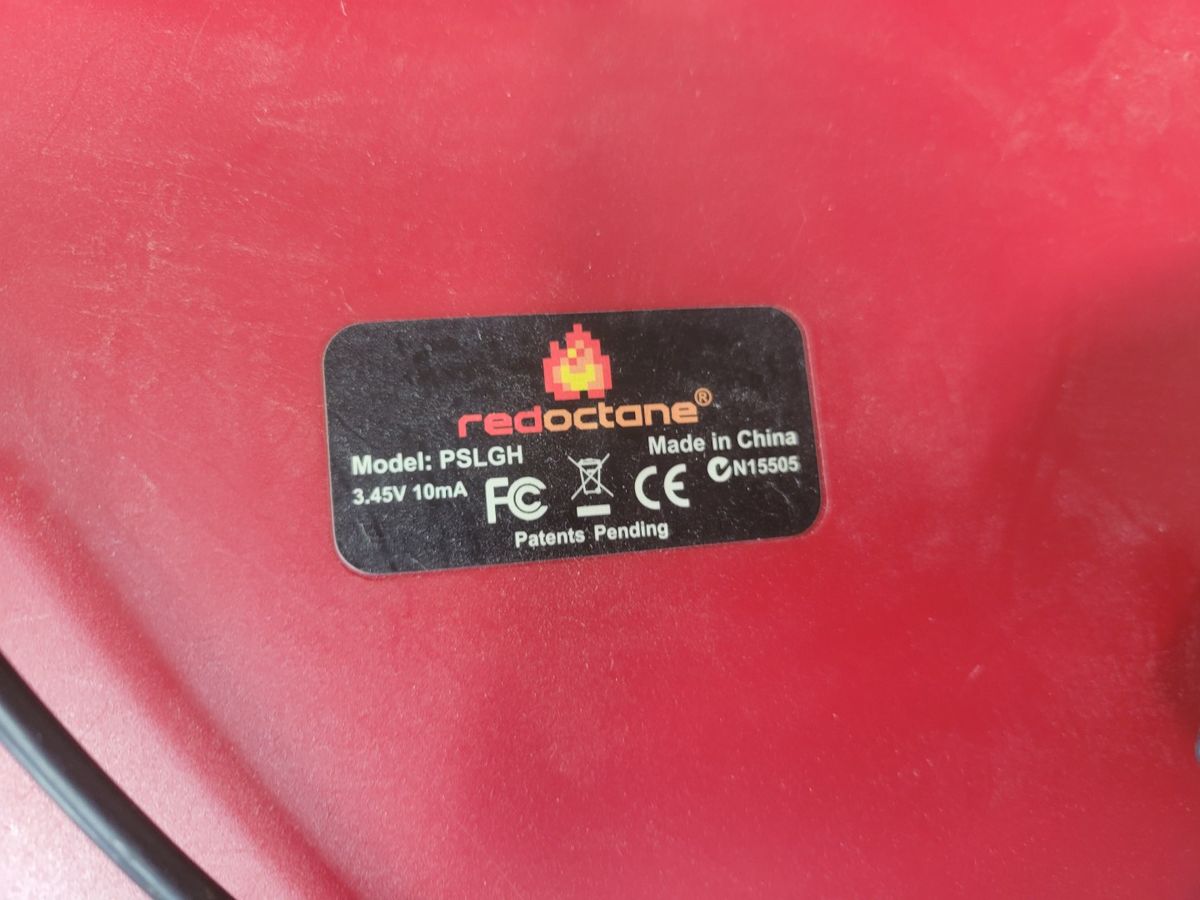 redoctane®
Model: PSLGH
Made in China
3.45V 10mA
FC
CE
N15505
Patents Pending